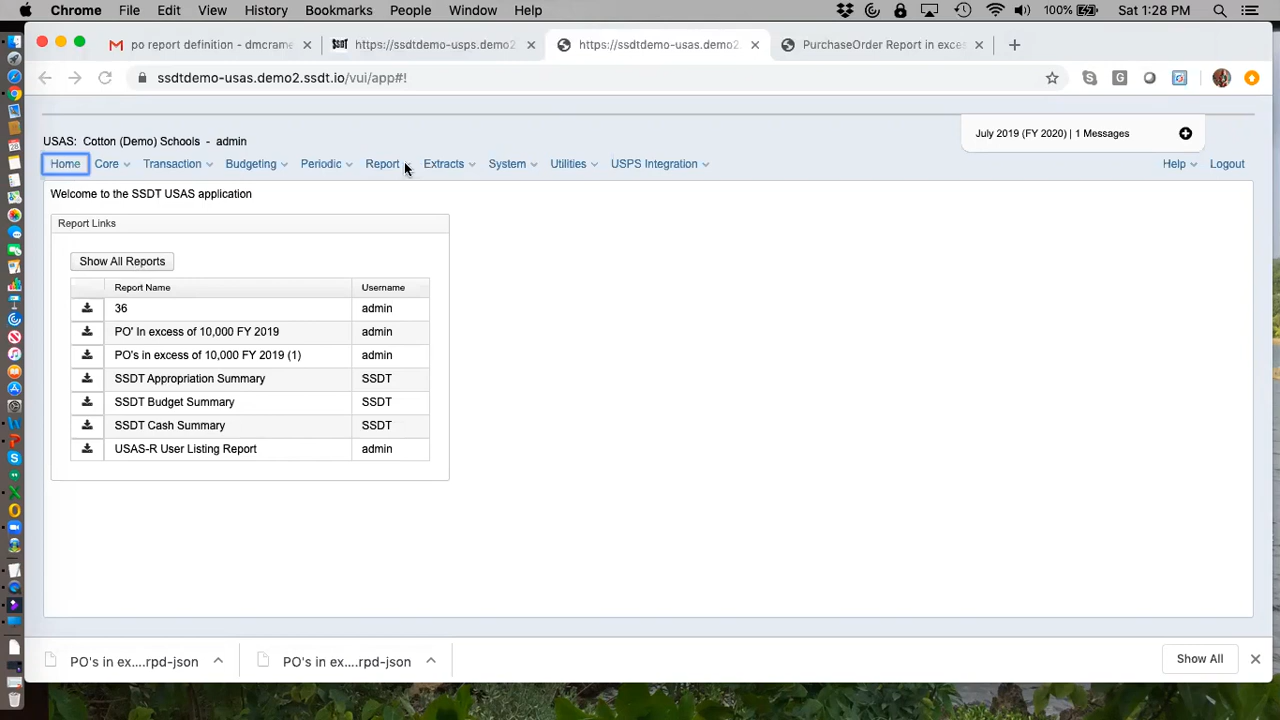 Chrome File Edit View History Bookmarks People Window Help 100% Sat 1:28 PM
po report definition - dmcrame × https://ssdtdemo-usps.demo2 × https://ssdtdemo-usas.demo2 × PurchaseOrder Report in exces ×
ssdtdemo-usas.demo2.ssdt.io/vui/app#!
July 2019 (FY 2020) | 1 Messages
USAS: Cotton (Demo) Schools - admin
Home Core Transaction Budgeting Periodic Report Extracts System Utilities USPS Integration Help Logout
Welcome to the SSDT USAS application
Report Links
Show All Reports
Report Name Username
36 admin
PO' In excess of 10,000 FY 2019 admin
PO's in excess of 10,000 FY 2019 (1) admin
SSDT Appropriation Summary SSDT
SSDT Budget Summary SSDT
SSDT Cash Summary SSDT
USAS-R User Listing Report admin
PO's in ex....rpd-json PO's in ex....rpd-json Show All